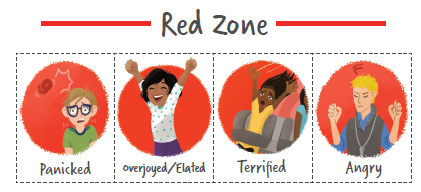 Red Zone
Panicked
Overjoyed/Elated
Terrified
Angry